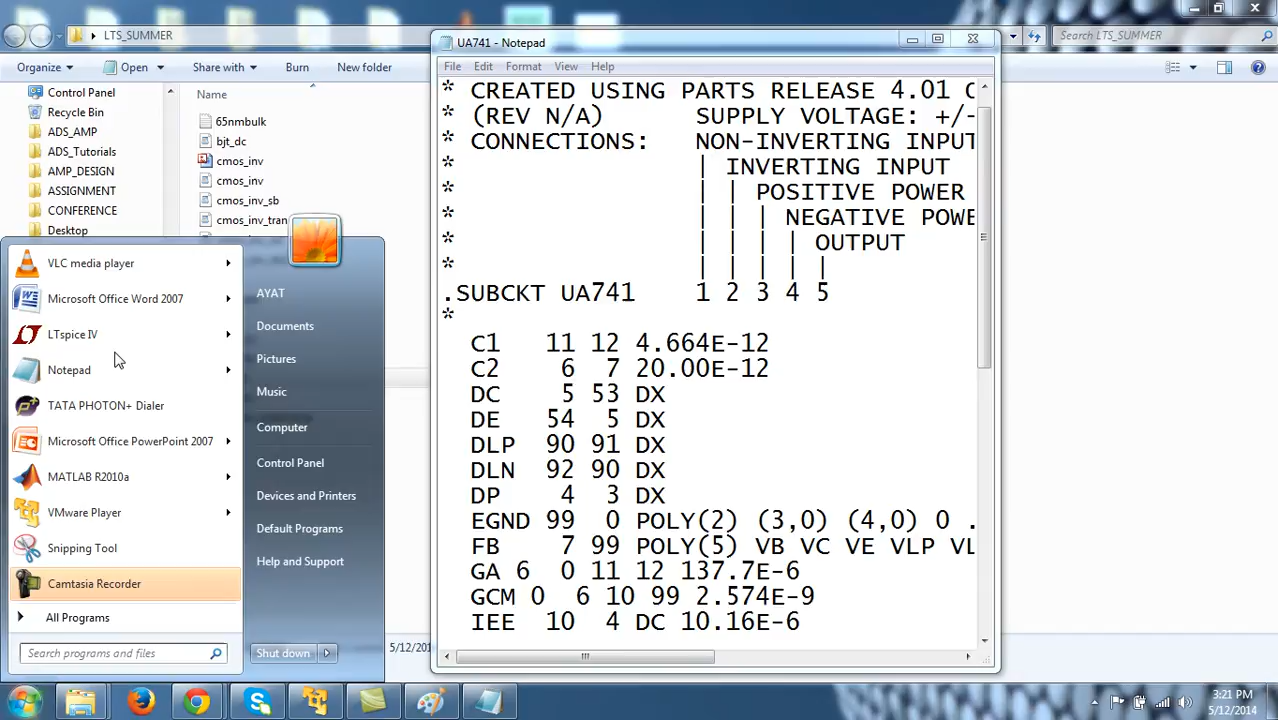 LTS_SUMMER
Search LTS_SUMMER
Organize
Open
Share with
Burn
New folder
Control Panel
Recycle Bin
ADS_AMP
ADS_Tutorials
AMP_DESIGN
ASSIGNMENT
CONFERENCE
Desktop
Name
65nmbulk
bjt_dc
cmos_inv
cmos_inv
cmos_inv_sb
cmos_inv_tran
UA741 - Notepad
File Edit Format View Help
* CREATED USING PARTS RELEASE 4.01 O
* (REV N/A) SUPPLY VOLTAGE: +/-
* CONNECTIONS: NON-INVERTING INPUT
* | INVERTING INPUT
* | | POSITIVE POWER
* | | | NEGATIVE POWE
* | | | | OUTPUT
* | | | | |
.SUBCKT UA741 1 2 3 4 5
*
C1 11 12 4.664E-12
C2 6 7 20.00E-12
DC 5 53 DX
DE 54 5 DX
DLP 90 91 DX
DLN 92 90 DX
DP 4 3 DX
EGND 99 0 POLY(2) (3,0) (4,0) 0 .
FB 7 99 POLY(5) VB VC VE VLP VL
GA 6 0 11 12 137.7E-6
GCM 0 6 10 99 2.574E-9
IEE 10 4 DC 10.16E-6
VLC media player
Microsoft Office Word 2007
LTspice IV
Notepad
TATA PHOTON+ Dialer
Microsoft Office PowerPoint 2007
MATLAB R2010a
VMware Player
Snipping Tool
Camtasia Recorder
All Programs
Search programs and files
AYAT
Documents
Pictures
Music
Computer
Control Panel
Devices and Printers
Default Programs
Help and Support
Shut down
5/12/201
3:21 PM
5/12/2014